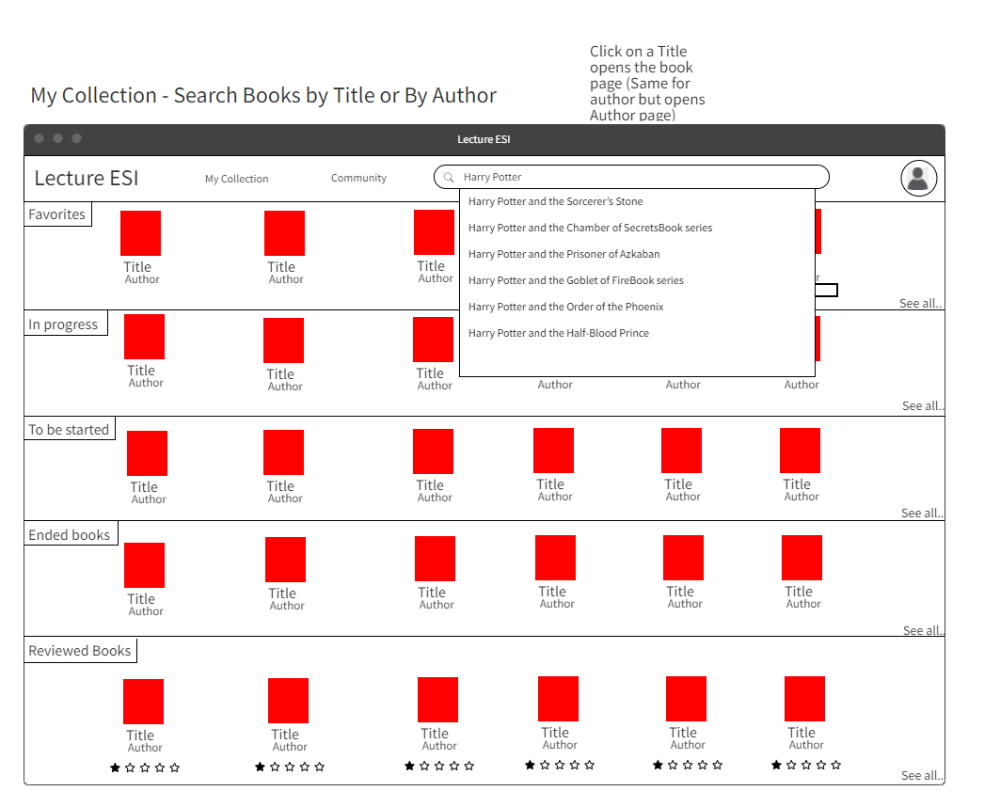 Click on a Title
opens the book
page (Same for
author but opens
Author page)
My Collection - Search Books by Title or By Author
Lecture ESI
Lecture ESI
My Collection
Community
Harry Potter
Harry Potter and the Sorcerer's Stone
Harry Potter and the Chamber of SecretsBook series
Harry Potter and the Prisoner of Azkaban
Harry Potter and the Goblet of FireBook series
Harry Potter and the Order of the Phoenix
Harry Potter and the Half-Blood Prince
Favorites
Title Title Title
Author Author Author r
See all..
In progress
Title Title Title
Author Author Author Author Author Author
See all..
To be started
Title Title Title Title Title Title
Author Author Author Author Author Author
See all..
Ended books
Title Title Title Title Title Title
Author Author Author Author Author Author
See all..
Reviewed Books
Title Title Title Title Title Title
Author Author Author Author Author Author
See all..